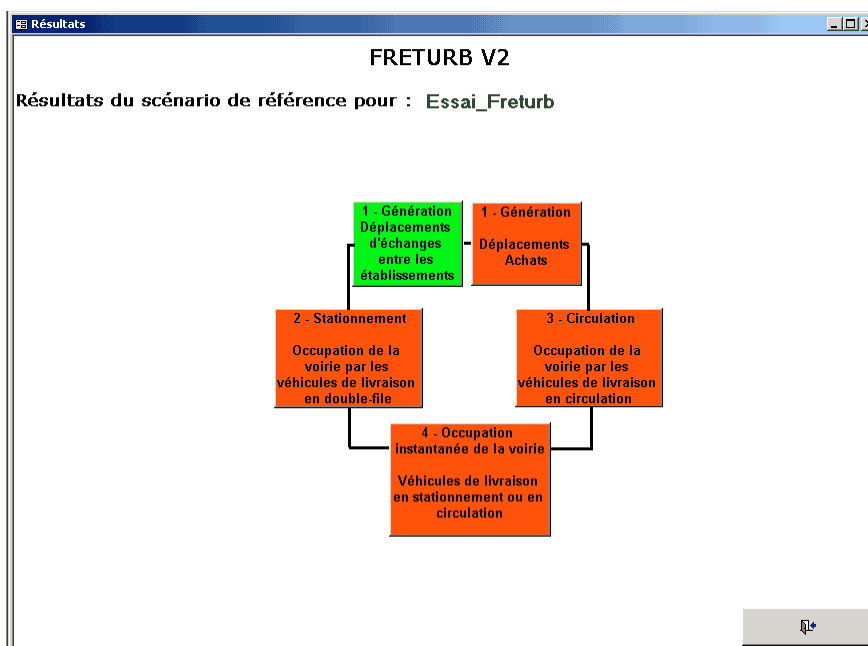 Résultats
FRETURB V2
Résultats du scénario de référence pour : Essai_Freturb
1 - Génération
Déplacements
d'échanges
entre les
établissements
1 - Génération
Déplacements
Achats
2 - Stationnement
Occupation de la
voirie par les
véhicules de livraison
en double-file
3 - Circulation
Occupation de la
voirie par les
véhicules de livraison
en circulation
4 - Occupation
instantanée de la voirie
Véhicules de livraison
en stationnement ou en
circulation